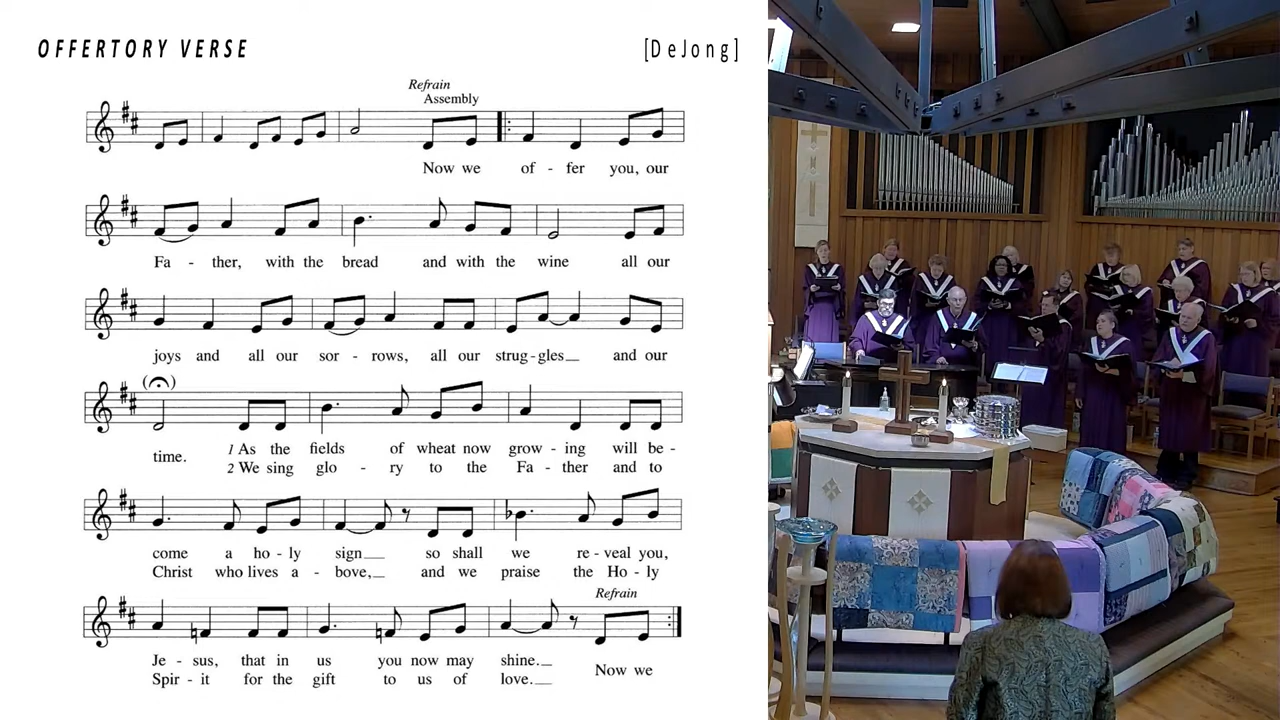 OFFERTORY VERSE [DeJong]
Refrain
Assembly
Now we of - fer you, our
Fa - ther, with the bread and with the wine all our
joys and all our sor - rows, all our strug - gles__ and our
time. 1 As the fields of wheat now grow - ing will be -
2 We sing glo - ry to the Fa - ther and to
come a ho - ly sign__ so shall we re - veal you,
Christ who lives a - bove,__ and we praise the Ho - ly
Refrain
Je - sus, that in us you now may shine.__ Now we
Spir - it for the gift to us of love.__